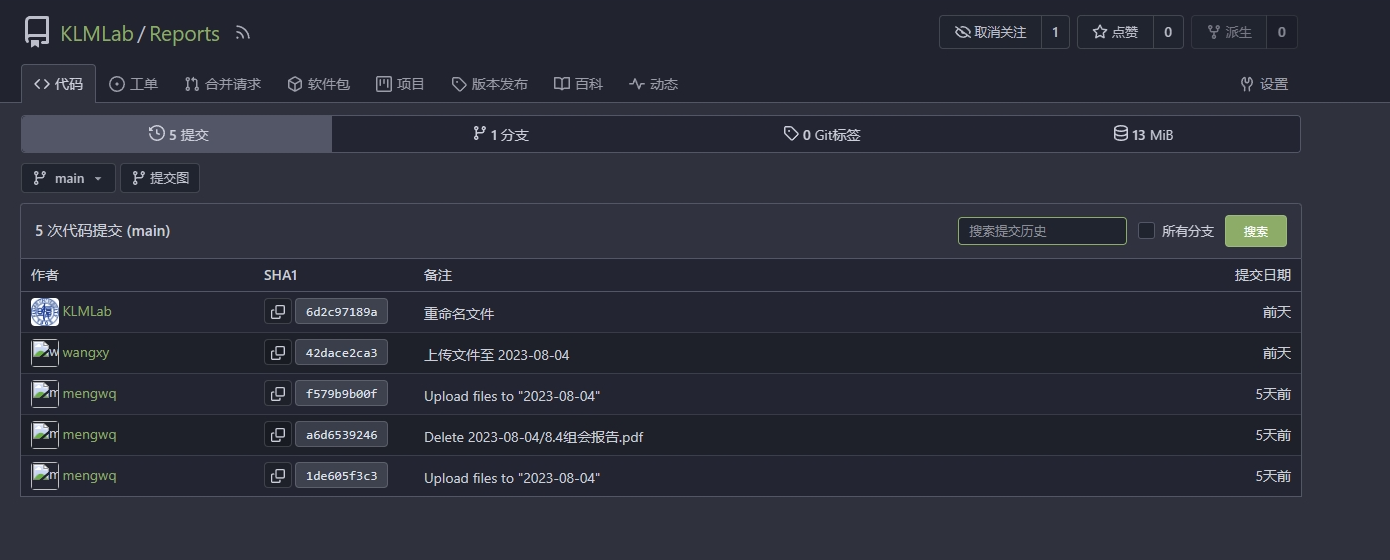 KLMLab / Reports 取消关注 1 点赞 0 派生 0
代码 工单 合并请求 软件包 项目 版本发布 百科 动态 设置
5 提交 1 分支 0 Git标签 13 MiB
main 提交图
5 次代码提交 (main) 搜索提交历史 所有分支 搜索
作者 SHA1 备注 提交日期
KLMLab 6d2c97189a 重命名文件 前天
w wangxy 42dace2ca3 上传文件至 2023-08-04 前天
m mengwq f579b9b00f Upload files to "2023-08-04" 5天前
m mengwq a6d6539246 Delete 2023-08-04/8.4组会报告.pdf 5天前
m mengwq 1de605f3c3 Upload files to "2023-08-04" 5天前